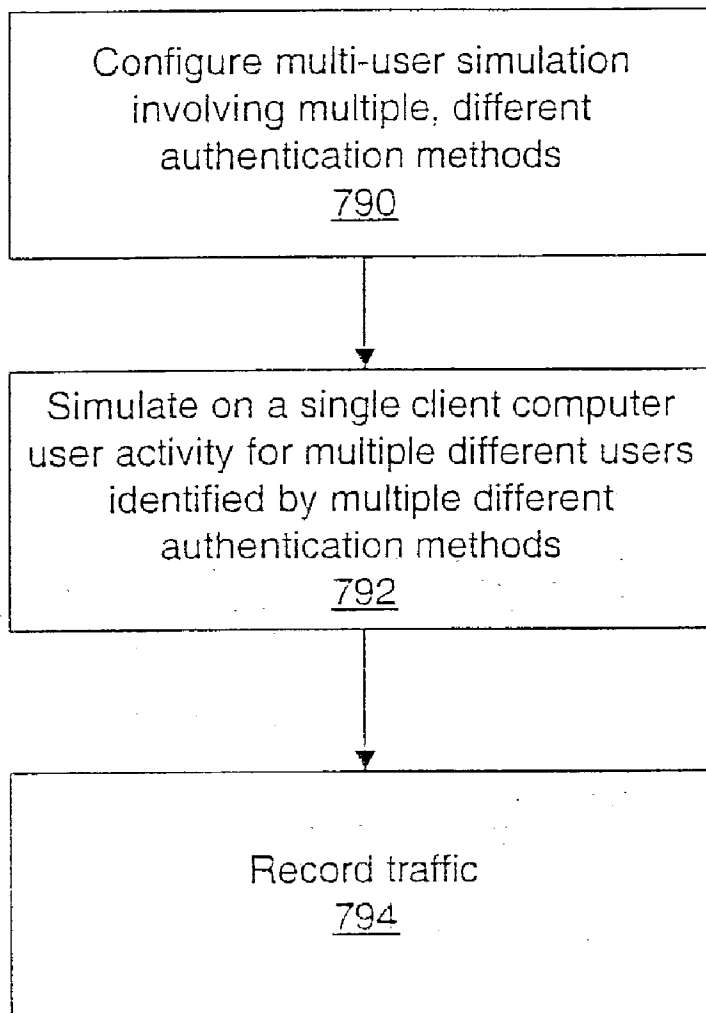 Configure multi-user simulation
involving multiple, different
authentication methods
790
Simulate on a single client computer
user activity for multiple different users
identified by multiple different
authentication methods
792
Record traffic
794